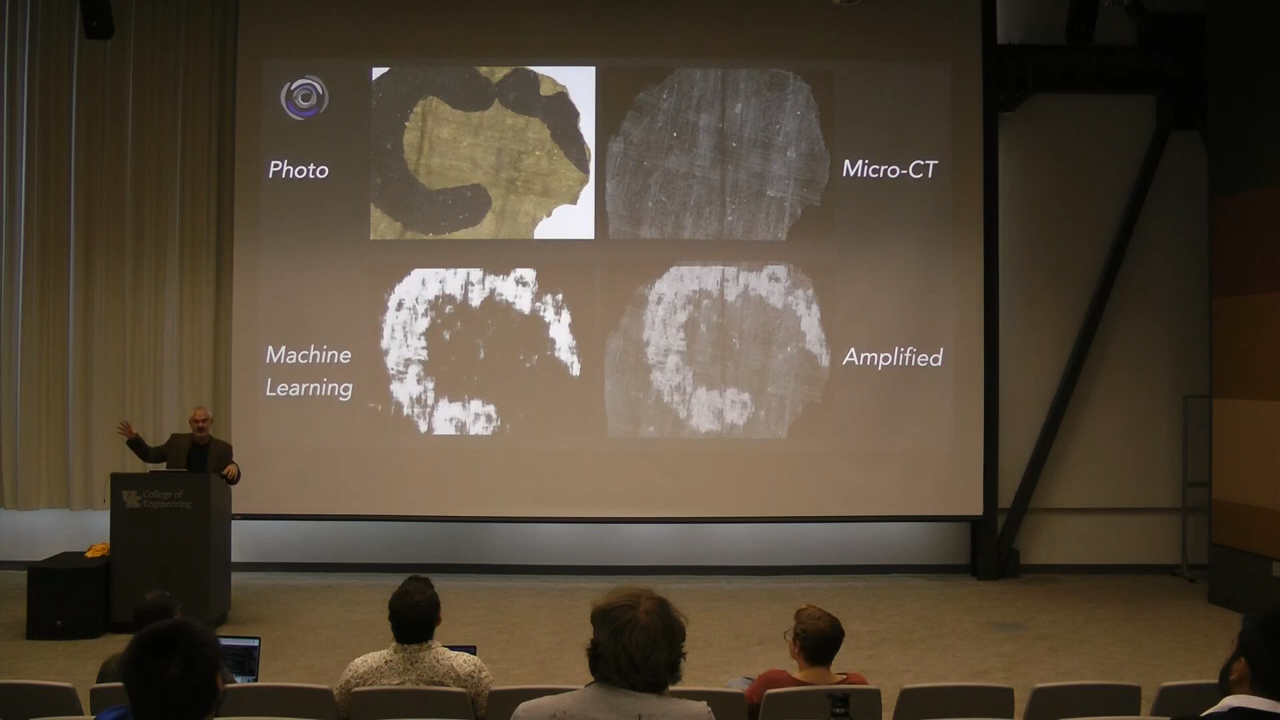 Photo
Micro-CT
Machine
Learning
Amplified
College of
Engineering